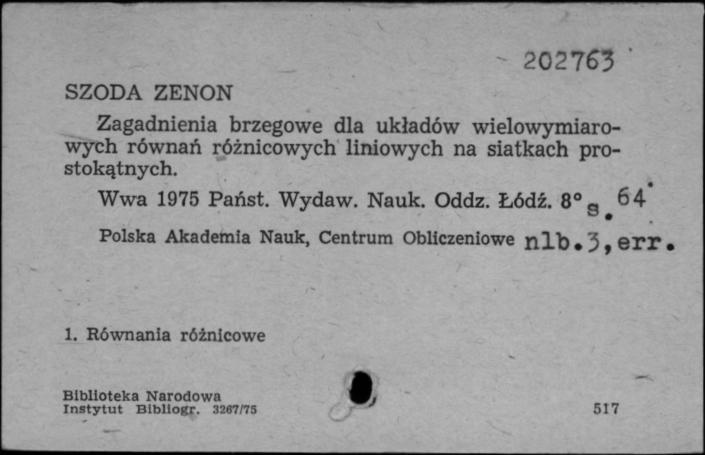 202763
SZODA ZENON
Zagadnienia brzegowe dla układów wielowymiaro-
wych równań różnicowych liniowych na siatkach pro-
stokątnych.
Wwa 1975 Państ. Wydaw. Nauk. Oddz. Łódź. 8° s. 64
Polska Akademia Nauk, Centrum Obliczeniowe nlb.3,err.
1. Równania różnicowe
Biblioteka Narodowa
Instytut Bibliogr. 3267/75 517